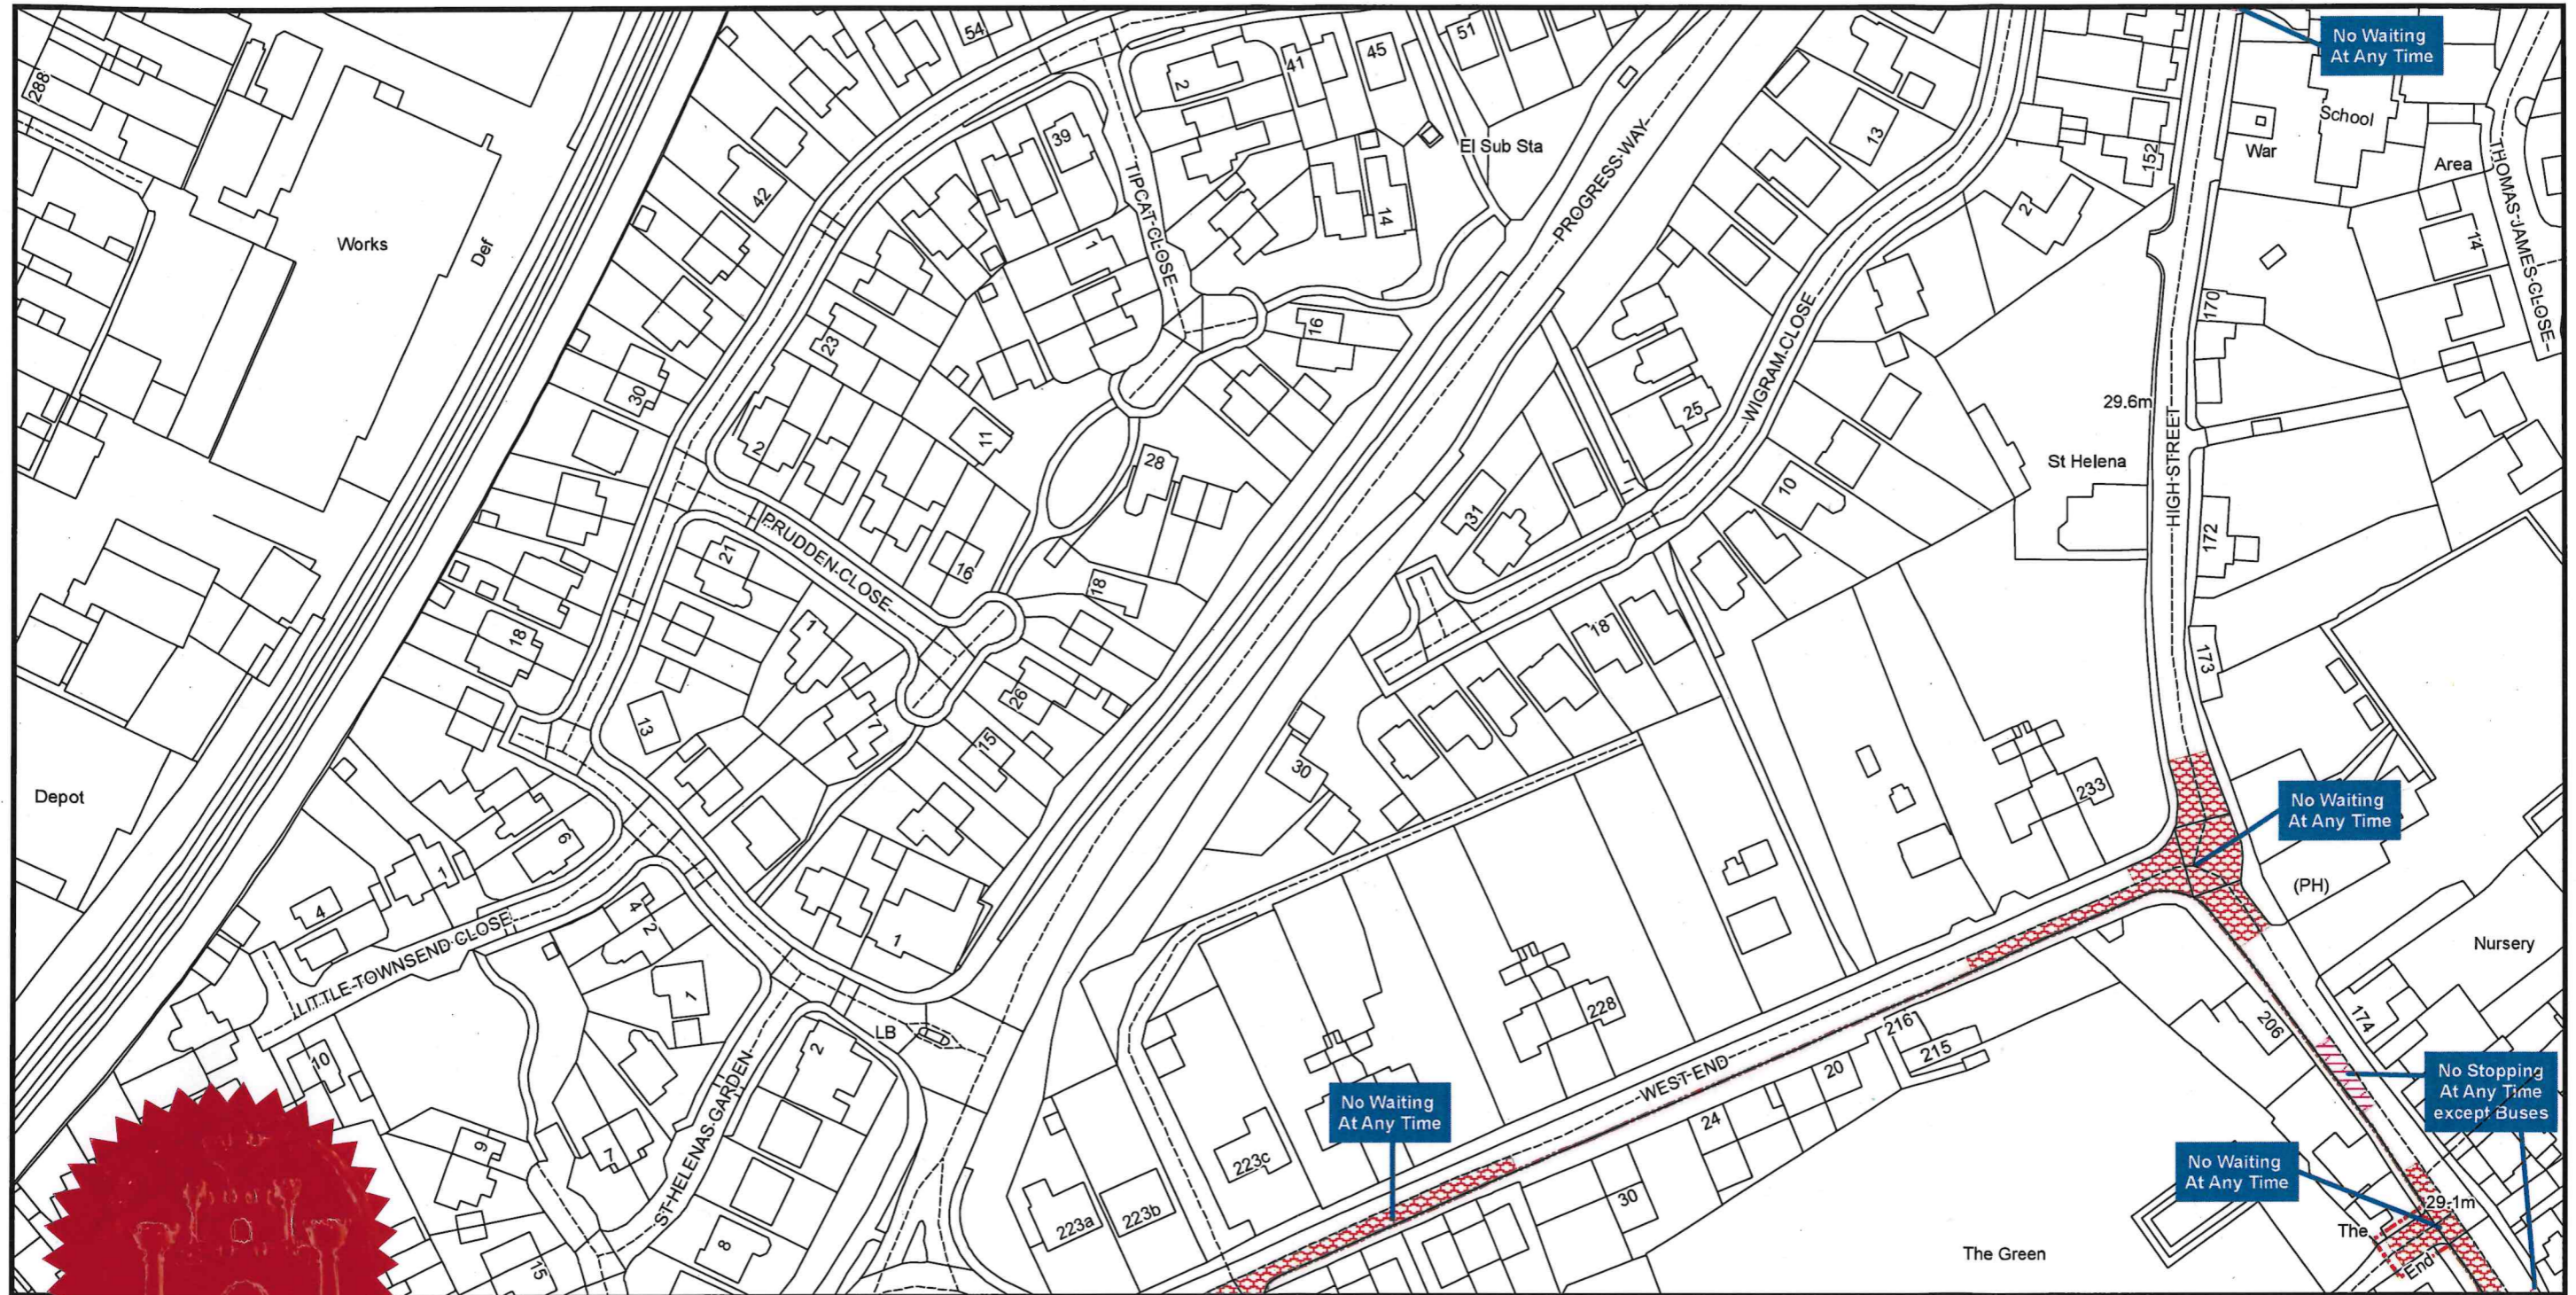 54
51
No Waiting
At Any Time
288
2
41
45
School
39
El Sub Sta
13
152
War
Area
THOMAS JAMES CLOSE
Works
Def
42
TIPCAT CLOSE
14
PROGRESS WAY
2
14
1
170
23
16
WIGRAM CLOSE
30
29.6m
25
2
11
28
St Helena
HIGH STREET
31
10
PRUDDEN CLOSE
172
21
16
18
18
1
18
173
26
13
7
15
30
Depot
233
No Waiting
At Any Time
6
1
(PH)
4
4
2
1
Nursery
LITTLE TOWNSEND CLOSE
1
228
LB
216
206
174
2
215
10
WEST END
20
No Stopping
At Any Time
except Buses
No Waiting
At Any Time
24
ST HELENAS GARDEN
9
7
223c
No Waiting
At Any Time
30
29.1m
223a
223b
The
End
8
The Green
15